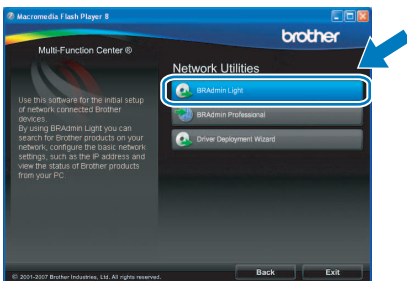 Macromedia Flash Player 8
brother
Multi-Function Center ®
Network Utilities
Use this software for the initial setup
of network connected Brother
devices.
By using BRAdmin Light you can
search for Brother products on your
network, configure the basic network
settings, such as the IP address and
view the status of Brother products
from your PC.
BRAdmin Light
BRAdmin Professional
Driver Deployment Wizard
© 2001-2007 Brother Industries, Ltd. All rights reserved.
Back
Exit